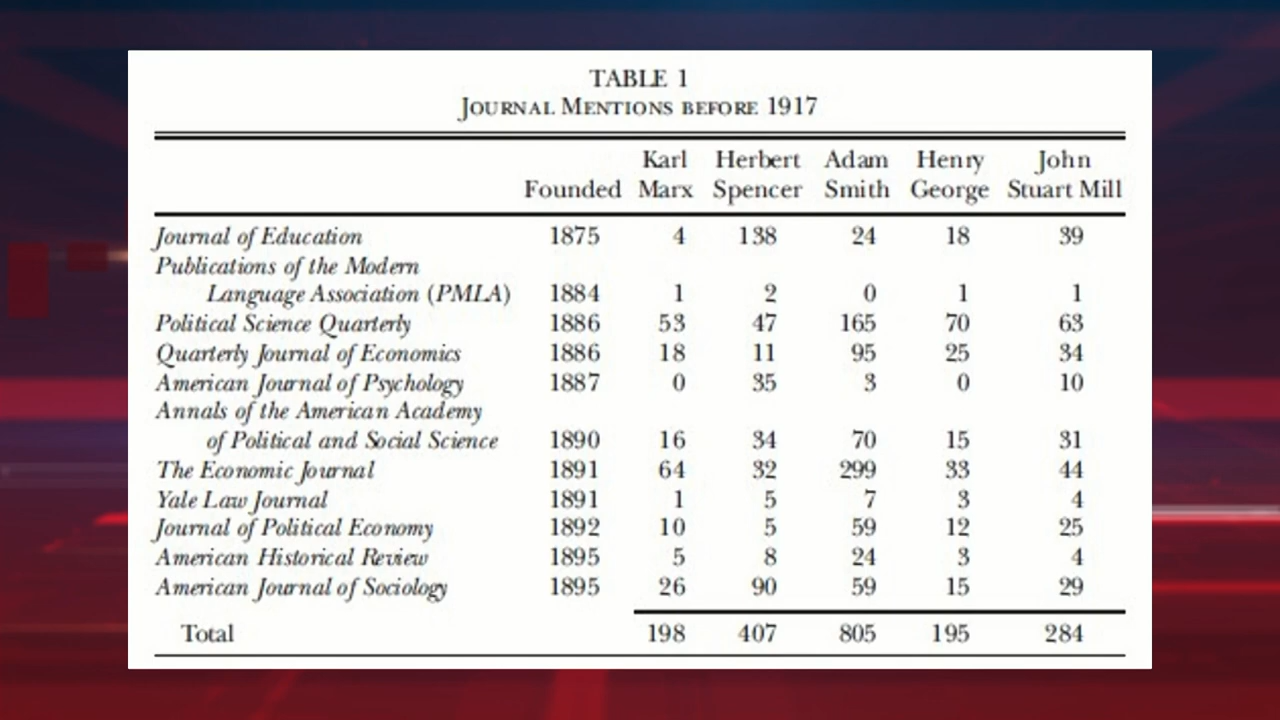 TABLE 1
JOURNAL MENTIONS BEFORE 1917
Karl Herbert Adam Henry John
Founded Marx Spencer Smith George Stuart Mill
Journal of Education 1875 4 138 24 18 39
Publications of the Modern
Language Association (PMLA) 1884 1 2 0 1 1
Political Science Quarterly 1886 53 47 165 70 63
Quarterly Journal of Economics 1886 18 11 95 25 34
American Journal of Psychology 1887 0 35 3 0 10
Annals of the American Academy
of Political and Social Science 1890 16 34 70 15 31
The Economic Journal 1891 64 32 299 33 44
Yale Law Journal 1891 1 5 7 3 4
Journal of Political Economy 1892 10 5 59 12 25
American Historical Review 1895 5 8 24 3 4
American Journal of Sociology 1895 26 90 59 15 29
Total 198 407 805 195 284